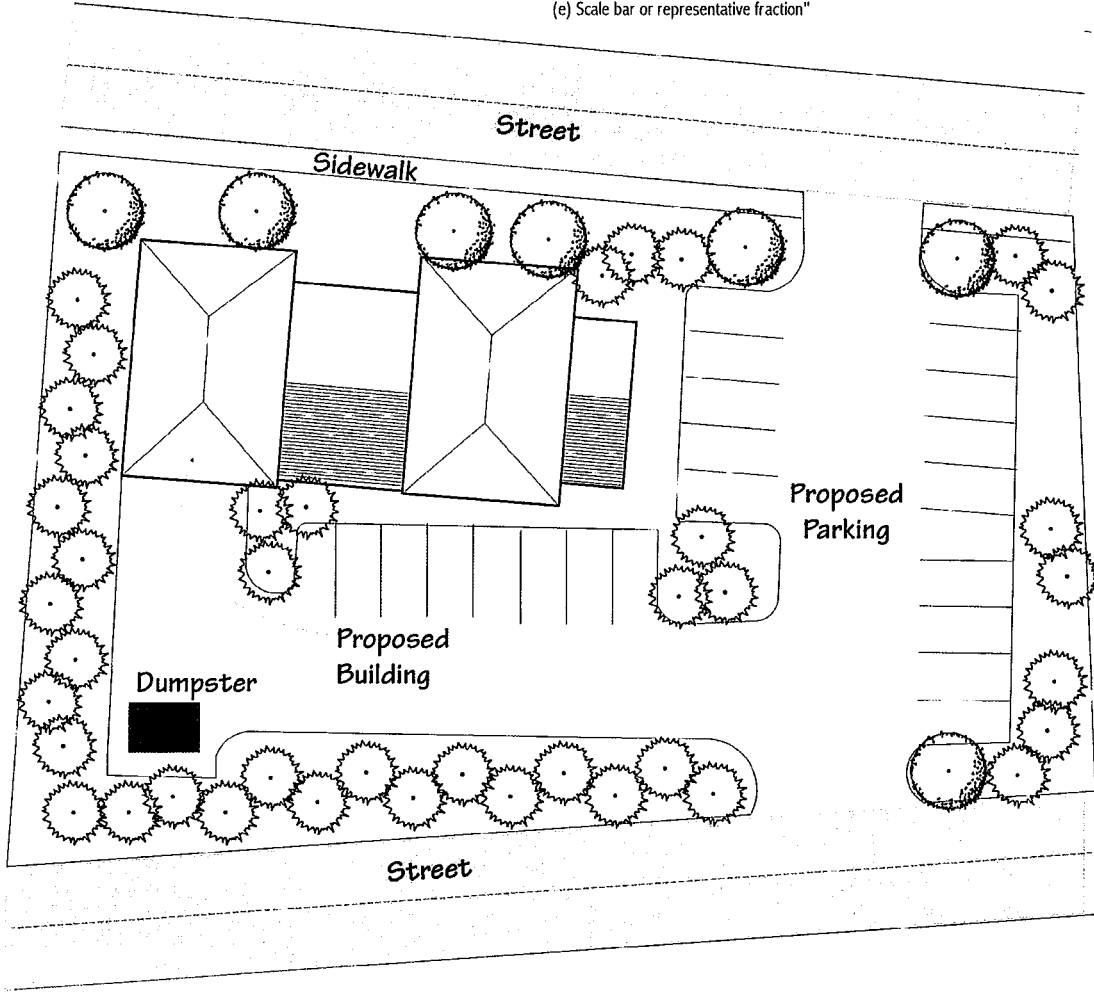 (e) Scale bar or representative fraction"
Street
Sidewalk
Proposed
Parking
Proposed
Building
Dumpster
Street